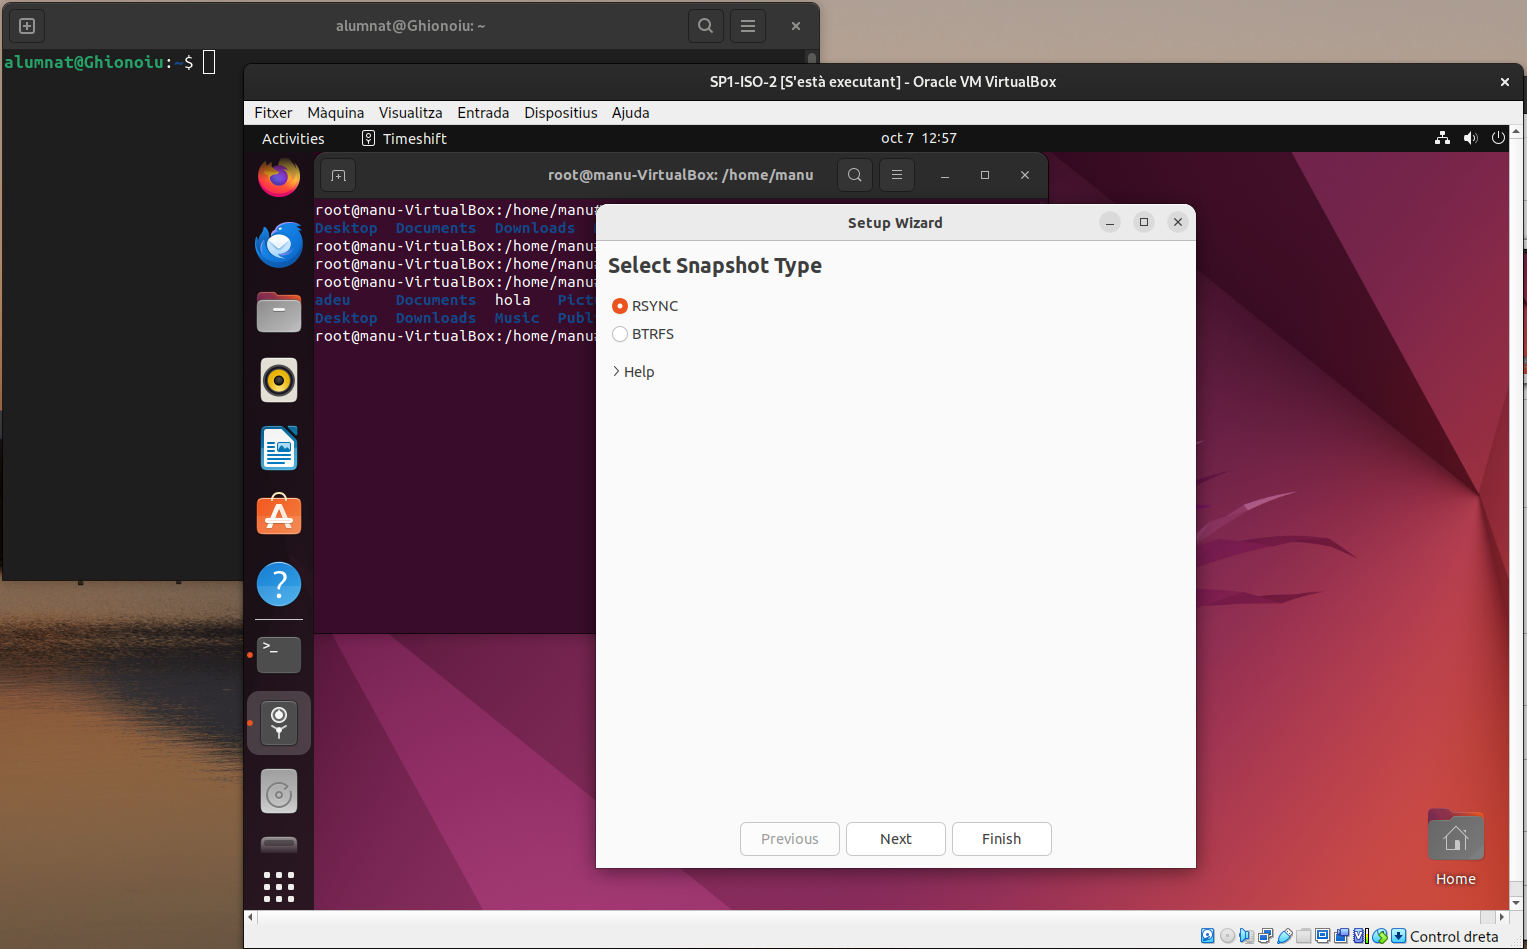 alumnat@Ghionoiu: ~
alumnat@Ghionoiu:~$
SP1-ISO-2 [S'està executant] - Oracle VM VirtualBox
Fitxer Màquina Visualitza Entrada Dispositius Ajuda
Activities Timeshift oct 7 12:57
root@manu-VirtualBox: /home/manu
root@manu-VirtualBox:/home/manu
Desktop Documents Downloads
root@manu-VirtualBox:/home/manu
root@manu-VirtualBox:/home/manu
root@manu-VirtualBox:/home/manu
adeu Documents hola Pict
Desktop Downloads Music Publ
root@manu-VirtualBox:/home/manu
Setup Wizard
Select Snapshot Type
RSYNC
BTRFS
Help
Previous Next Finish
Home
Control dreta